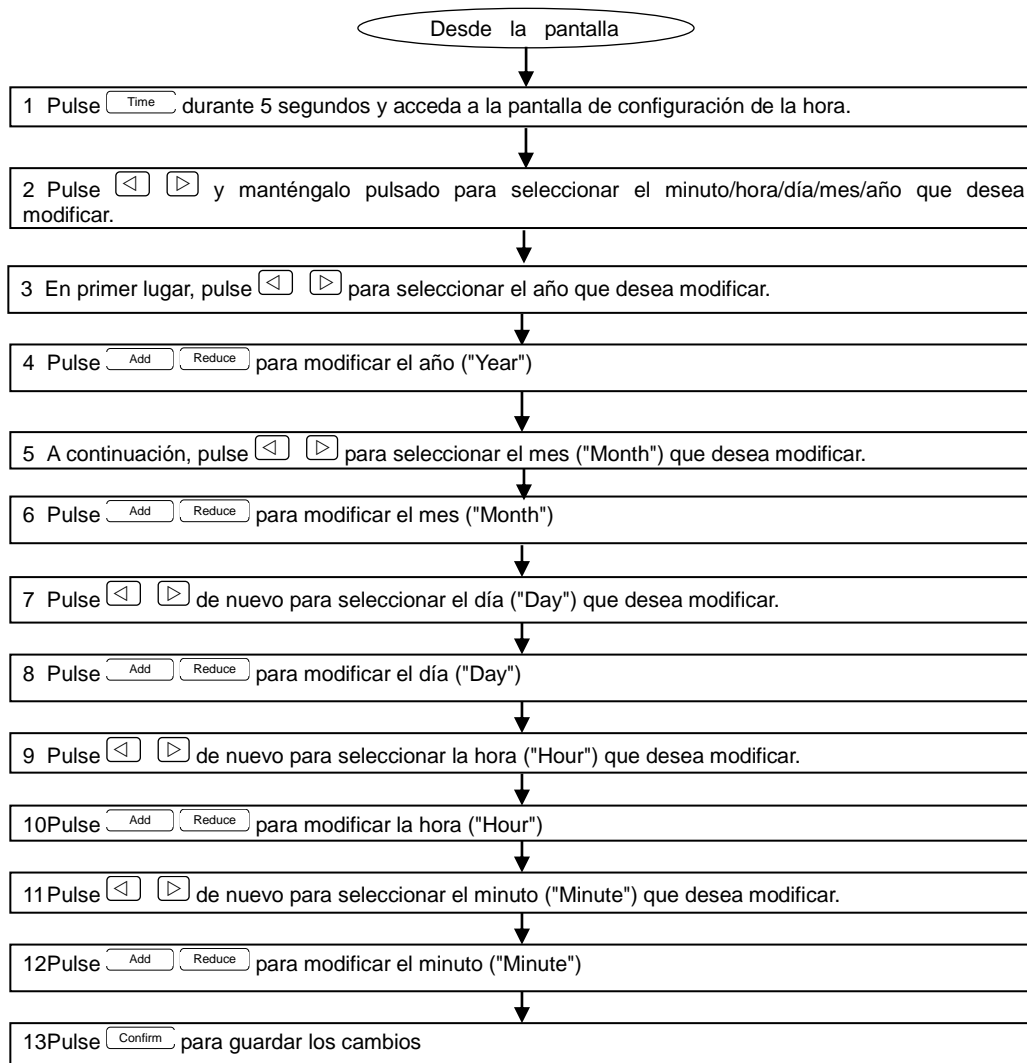 Desde la pantalla
1 Pulse Time durante 5 segundos y acceda a la pantalla de configuración de la hora.
2 Pulse ◁ ▷ y manténgalo pulsado para seleccionar el minuto/hora/día/mes/año que desea
modificar.
3 En primer lugar, pulse ◁ ▷ para seleccionar el año que desea modificar.
4 Pulse Add Reduce para modificar el año ("Year")
5 A continuación, pulse ◁ ▷ para seleccionar el mes ("Month") que desea modificar.
6 Pulse Add Reduce para modificar el mes ("Month")
7 Pulse ◁ ▷ de nuevo para seleccionar el día ("Day") que desea modificar.
8 Pulse Add Reduce para modificar el día ("Day")
9 Pulse ◁ ▷ de nuevo para seleccionar la hora ("Hour") que desea modificar.
10Pulse Add Reduce para modificar la hora ("Hour")
11Pulse ◁ ▷ de nuevo para seleccionar el minuto ("Minute") que desea modificar.
12Pulse Add Reduce para modificar el minuto ("Minute")
13Pulse Confirm para guardar los cambios